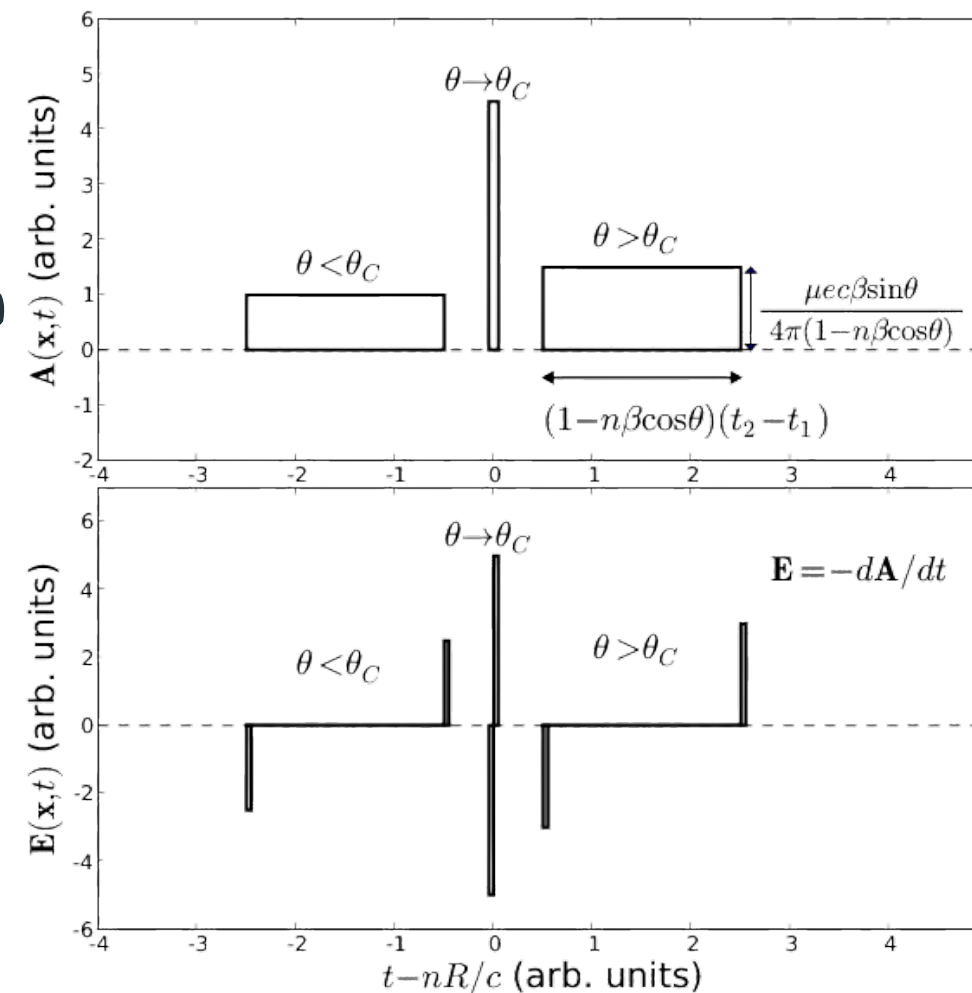 6
5
4
3
2
1
0
-1
-2
A(x,t) (arb. units)
θ→θ_C
θ<θ_C
θ>θ_C
μecβsinθ
4π(1−nβcosθ)
(1−nβcosθ)(t₂−t₁)
-4 -3 -2 -1 0 1 2 3 4
6
4
2
0
-2
-4
-6
E(x,t) (arb. units)
θ→θ_C
E=−dA/dt
θ<θ_C
θ>θ_C
-4 -3 -2 -1 0 1 2 3 4
t−nR/c (arb. units)